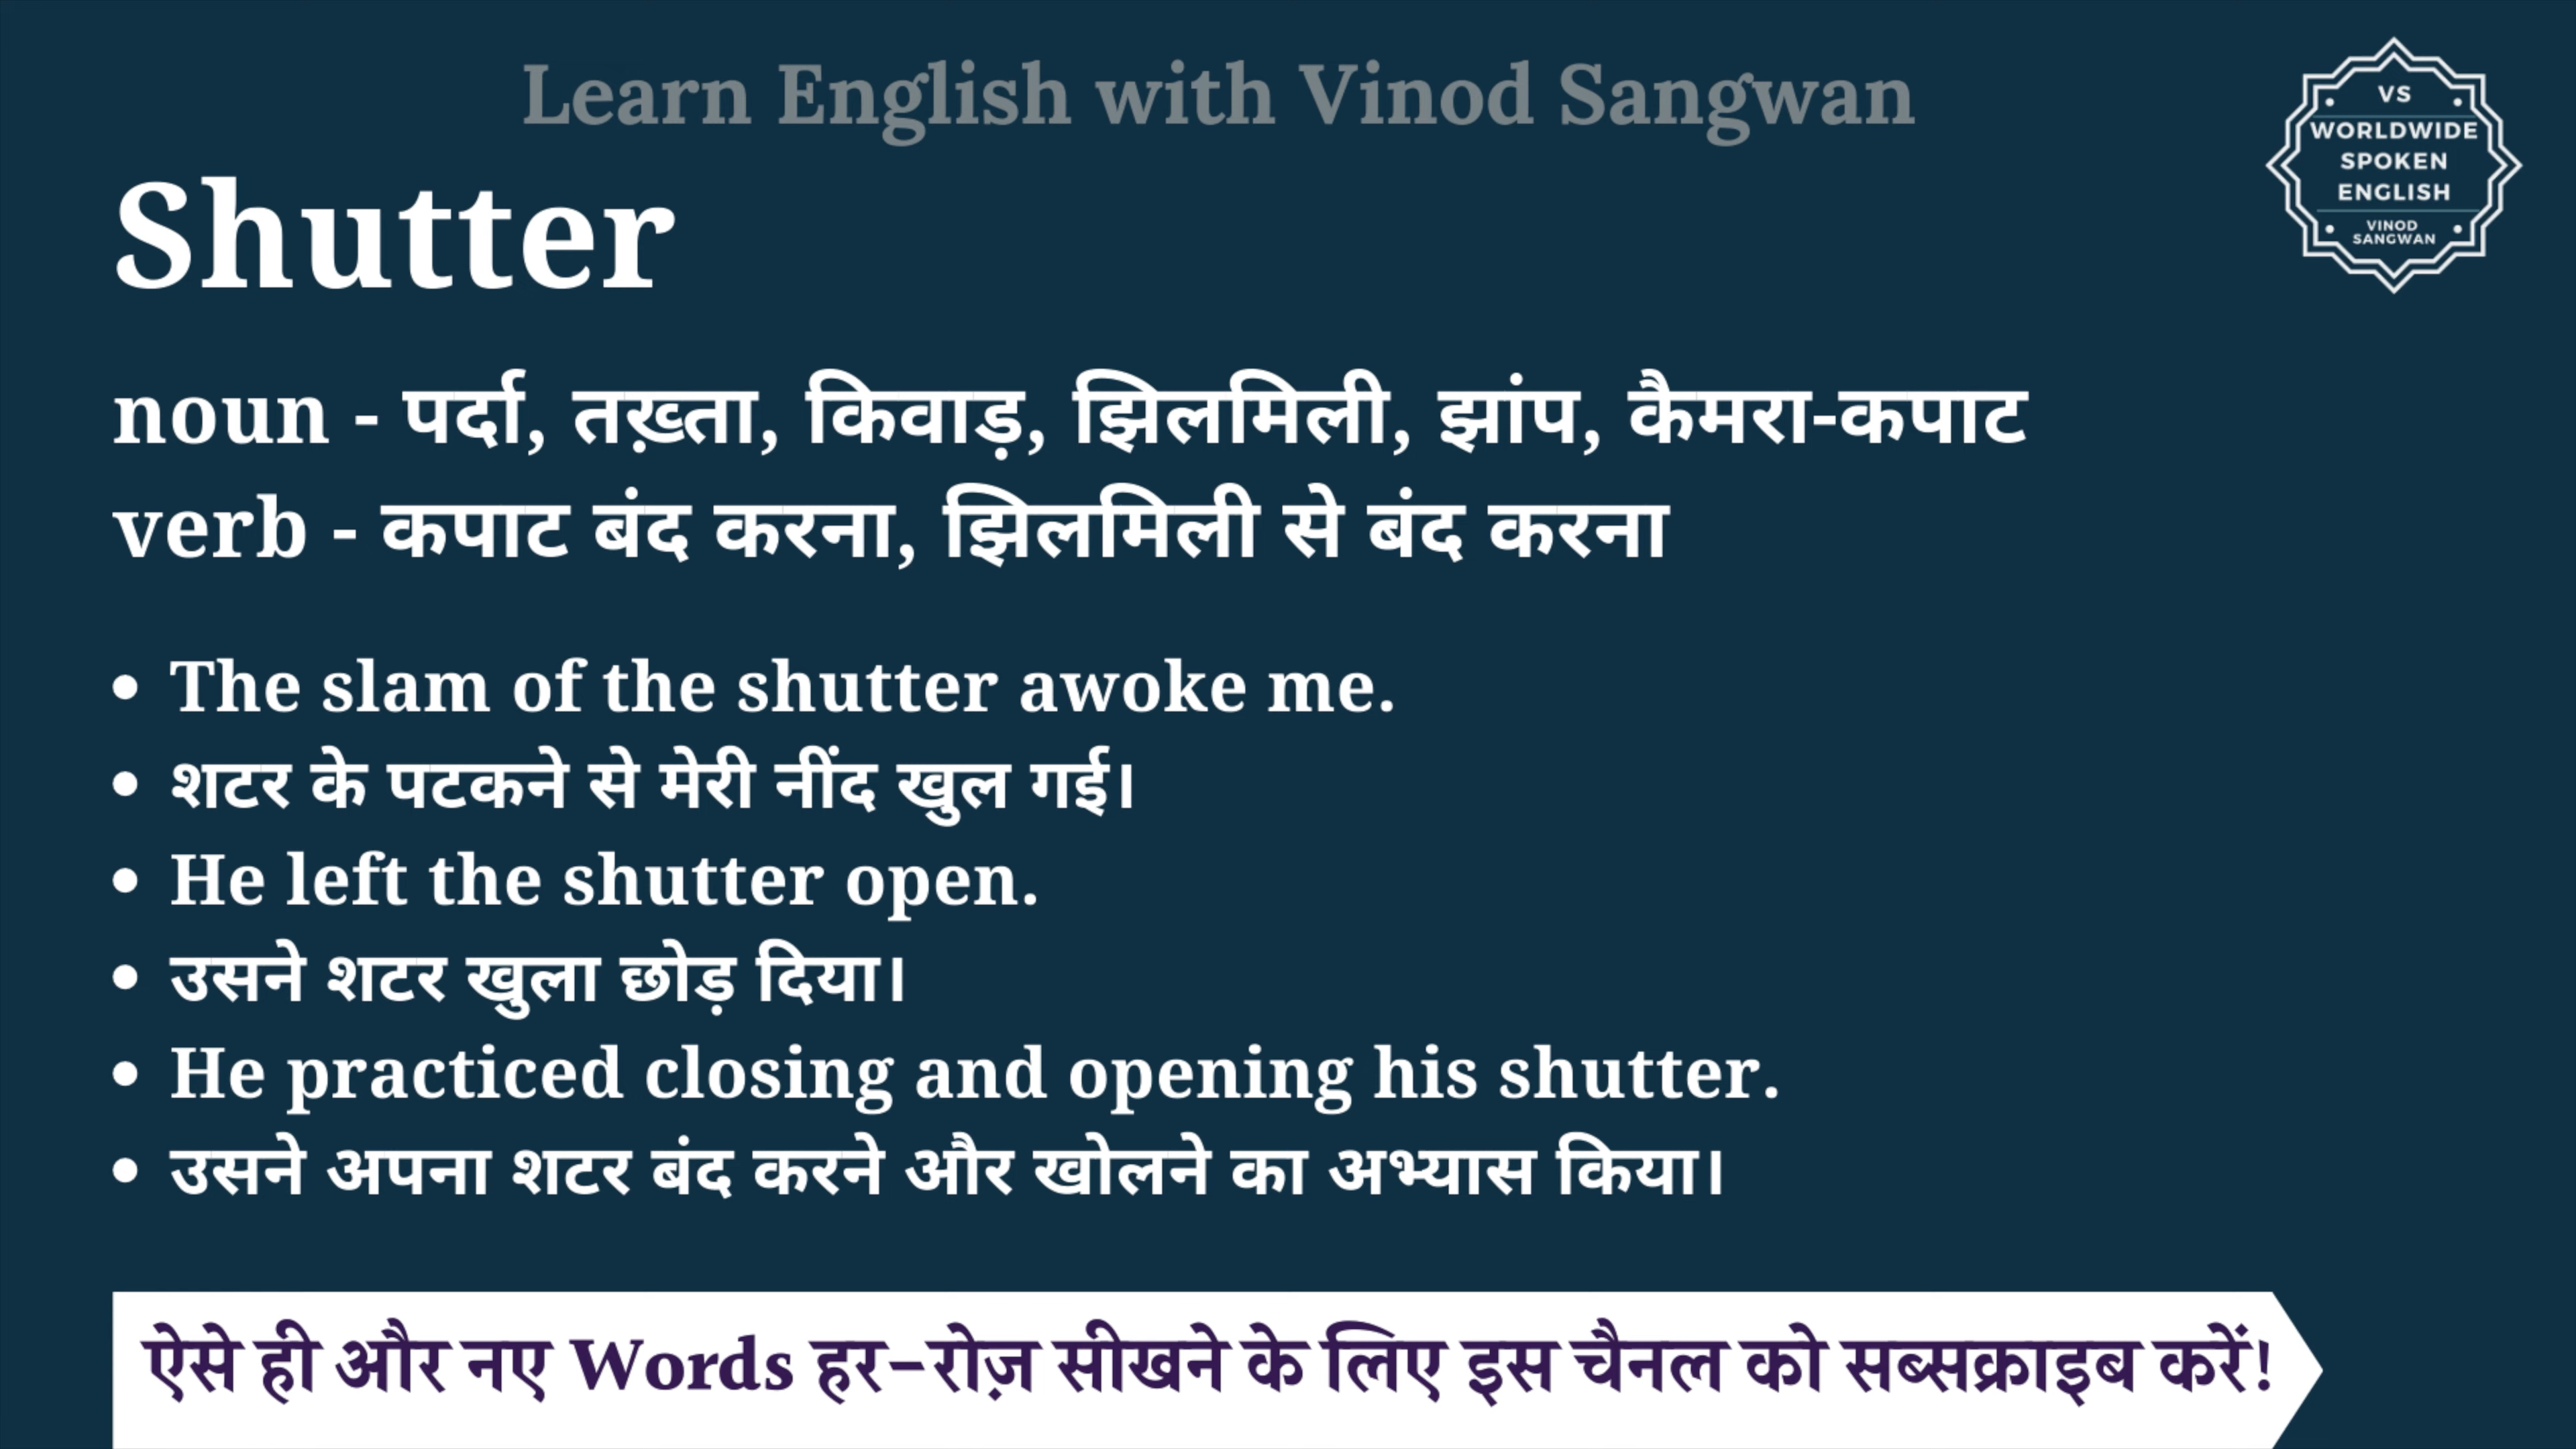 Learn English with Vinod Sangwan
VS
WORLDWIDE
SPOKEN
ENGLISH
VINOD
SANGWAN
Shutter
noun - पर्दा, तख़्ता, किवाड़, झिलमिली, झांप, कैमरा-कपाट
verb - कपाट बंद करना, झिलमिली से बंद करना
• The slam of the shutter awoke me.
• शटर के पटकने से मेरी नींद खुल गई।
• He left the shutter open.
• उसने शटर खुला छोड़ दिया।
• He practiced closing and opening his shutter.
• उसने अपना शटर बंद करने और खोलने का अभ्यास किया।
ऐसे ही और नए Words हर-रोज़ सीखने के लिए इस चैनल को सब्सक्राइब करें!